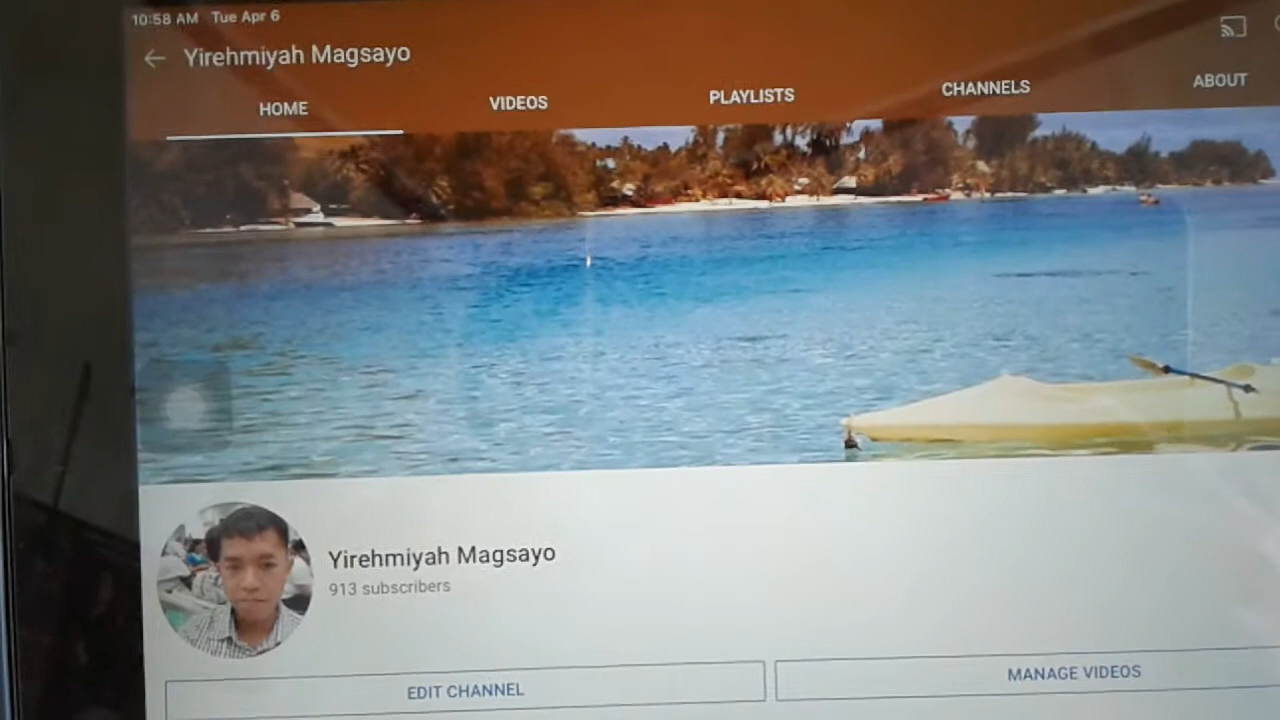 10:58 AM Tue Apr 6
Yirehmiyah Magsayo
HOME VIDEOS PLAYLISTS CHANNELS ABOUT
Yirehmiyah Magsayo
913 subscribers
EDIT CHANNEL MANAGE VIDEOS